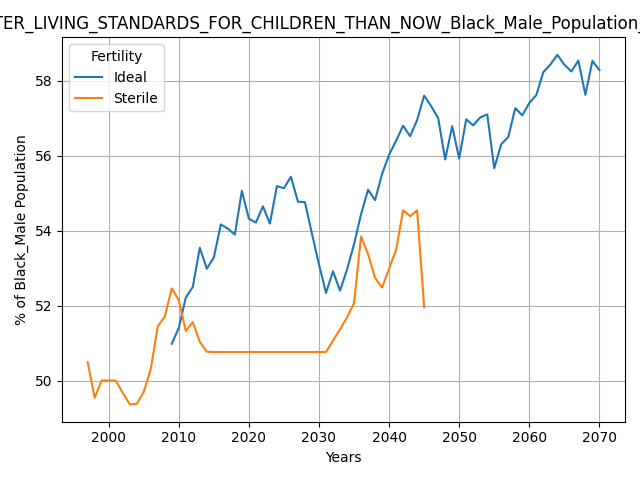 TER_LIVING_STANDARDS_FOR_CHILDREN_THAN_NOW_Black_Male_Population_
Fertility
Ideal
Sterile
% of Black_Male Population
58
56
54
52
50
2000 2010 2020 2030 2040 2050 2060 2070
Years